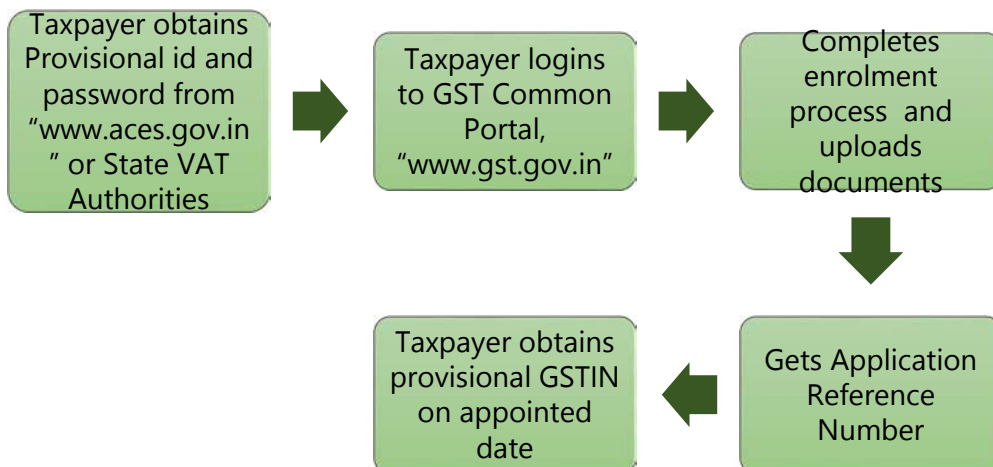 Taxpayer obtains
Provisional id and
password from
“www.aces.gov.in
” or State VAT
Authorities
Taxpayer logins
to GST Common
Portal,
“www.gst.gov.in”
Completes
enrolment
process and
uploads
documents
Gets Application
Reference
Number
Taxpayer obtains
provisional GSTIN
on appointed
date